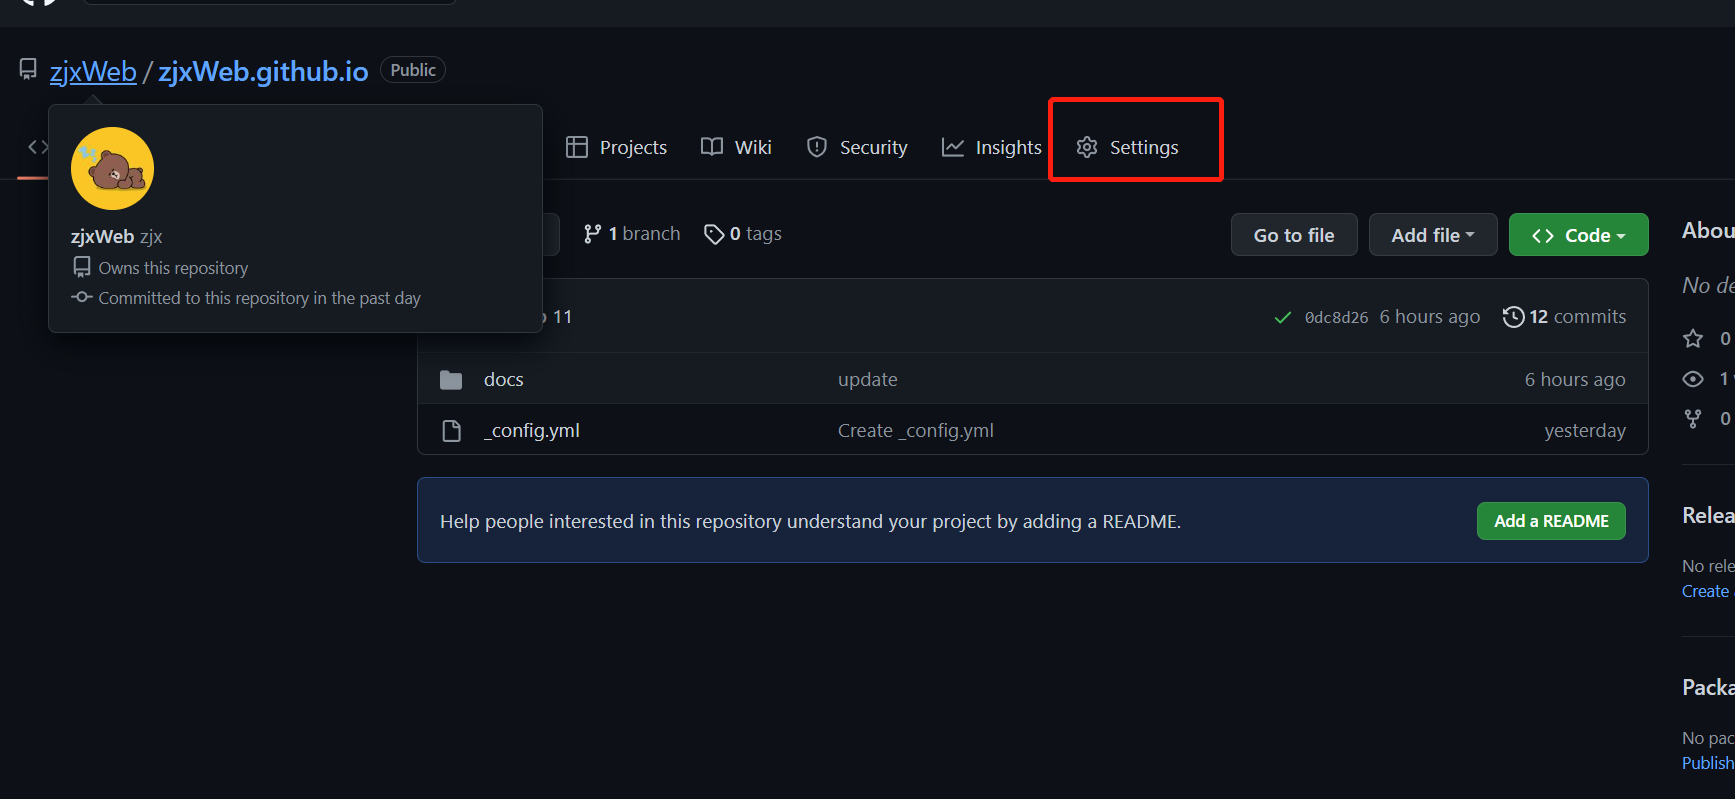 zjxWeb / zjxWeb.github.io Public
Projects Wiki Security Insights Settings
zjxWeb zjx
Owns this repository
Committed to this repository in the past day
1 branch 0 tags
Go to file Add file Code
11
0dc8d26 6 hours ago 12 commits
docs update 6 hours ago
_config.yml Create _config.yml yesterday
Help people interested in this repository understand your project by adding a README.
Add a README
Abou
No de
0
1
0
Relea
No rele
Create
Packa
No pac
Publish